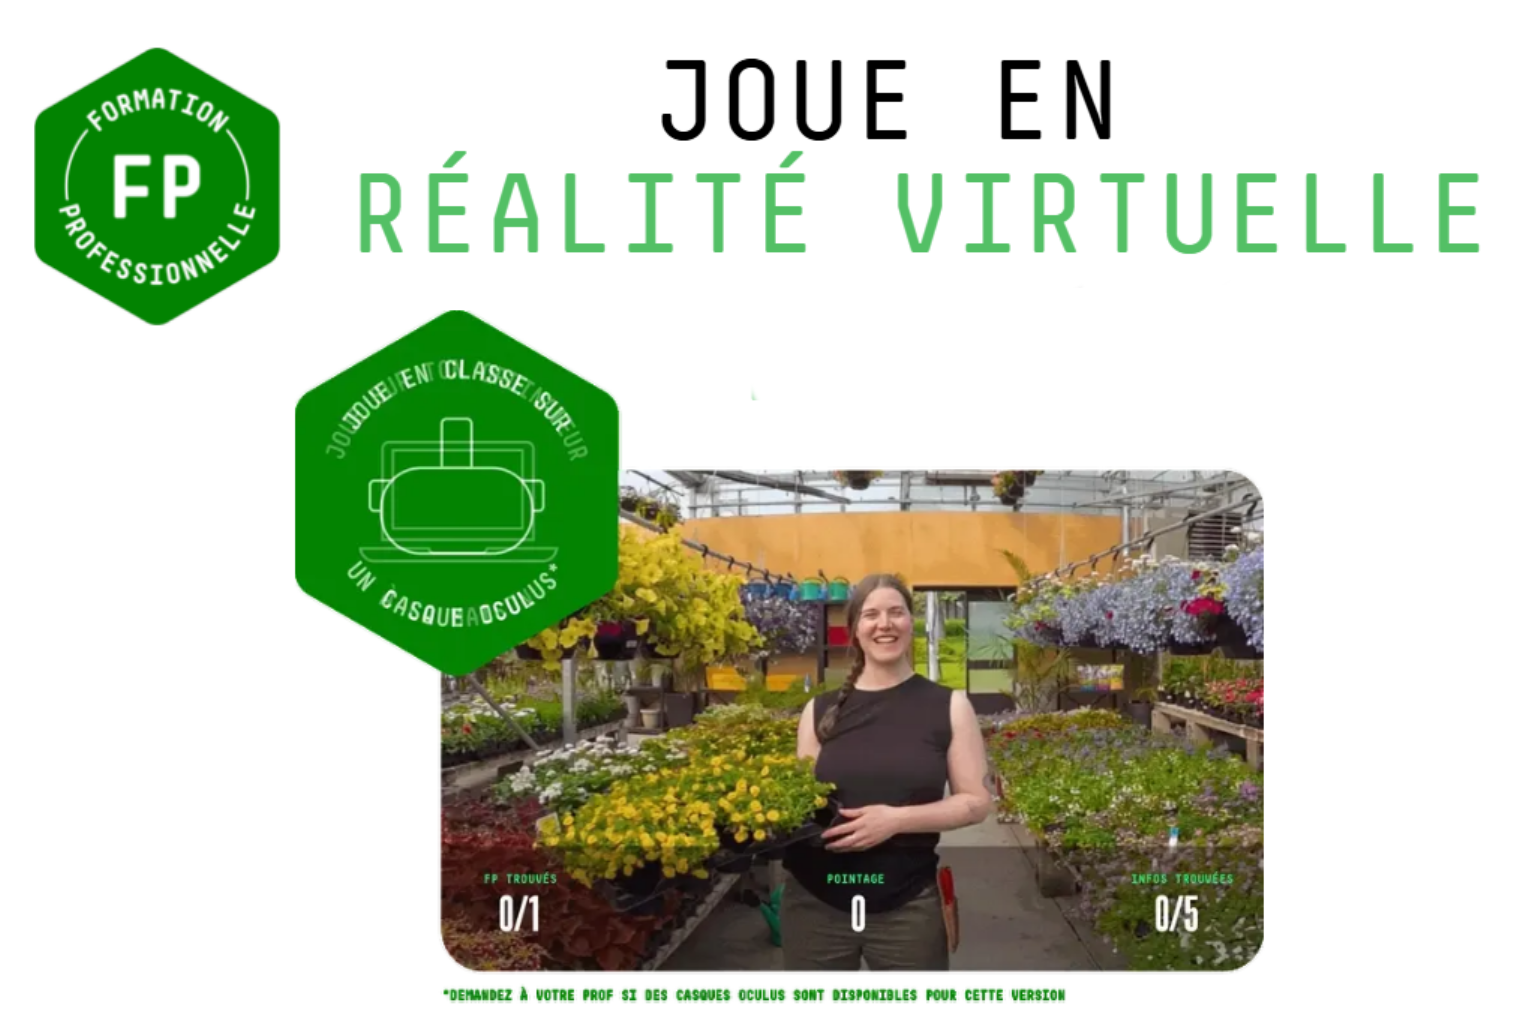 FORMATION
FP
PROFESSIONNELLE
JOUE EN
RÉALITÉ VIRTUELLE
JOUE EN CLASSE SUR
UN CASQUE OCULUS*
FP TROUVÉS
0/1
POINTAGE
0
INFOS TROUVÉES
0/5
*DEMANDEZ À VOTRE PROF SI DES CASQUES OCULUS SONT DISPONIBLES POUR CETTE VERSION